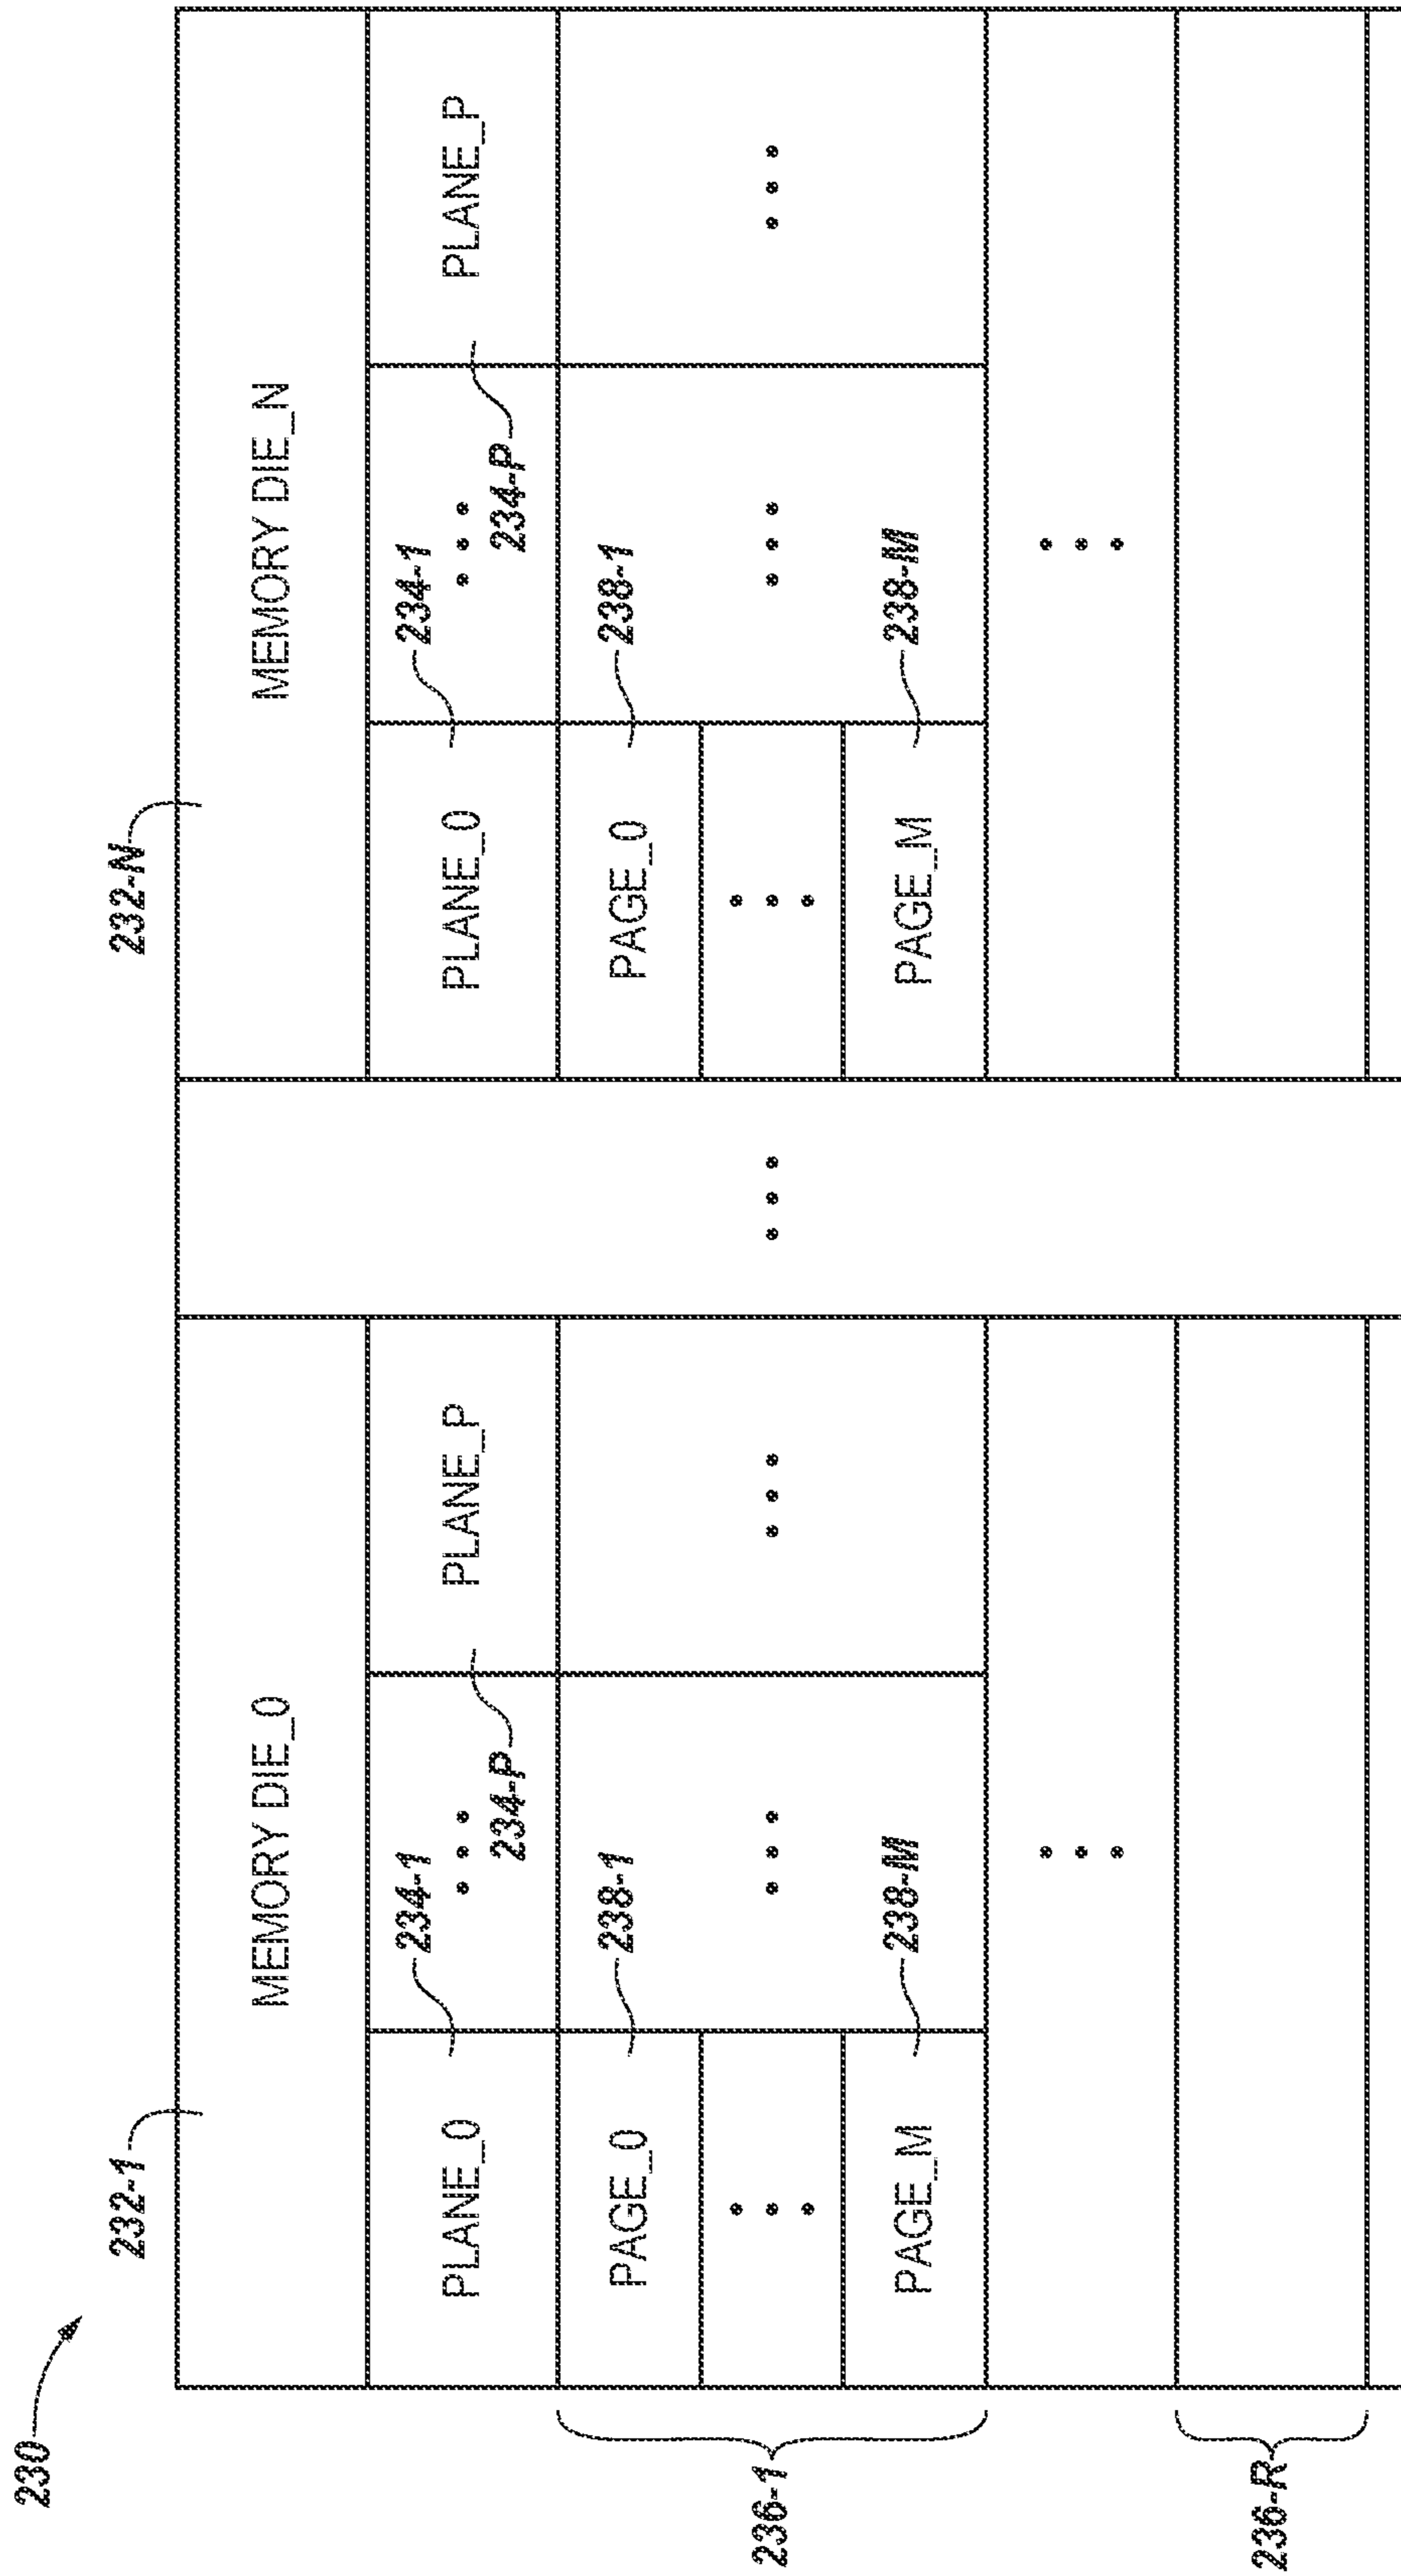 230
232-1
232-N
MEMORY DIE_0
MEMORY DIE_N
PLANE_0
234-1
234-P
PLANE_P
PLANE_0
234-1
234-P
PLANE_P
236-1
PAGE_0
238-1
PAGE_0
238-1
PAGE_M
238-M
PAGE_M
238-M
236-R